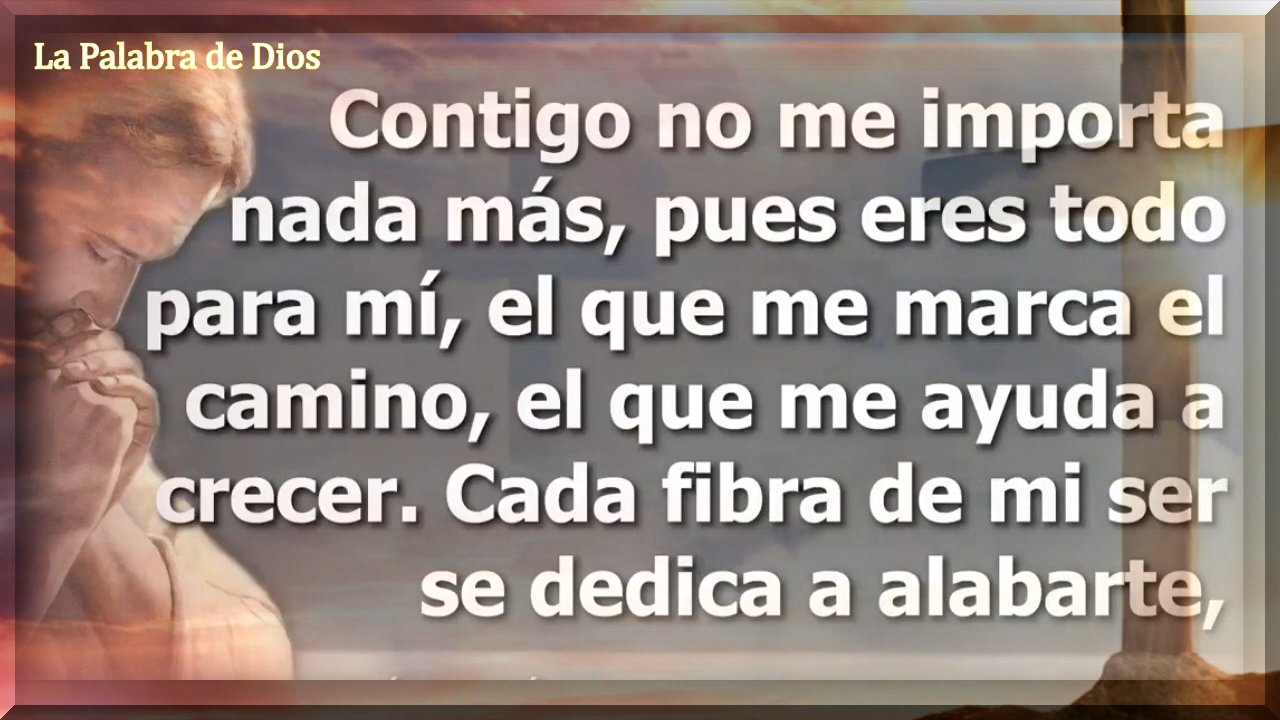 La Palabra de Dios
Contigo no me importa
nada más, pues eres todo
para mí, el que me marca el
camino, el que me ayuda a
crecer. Cada fibra de mi ser
se dedica a alabarte,